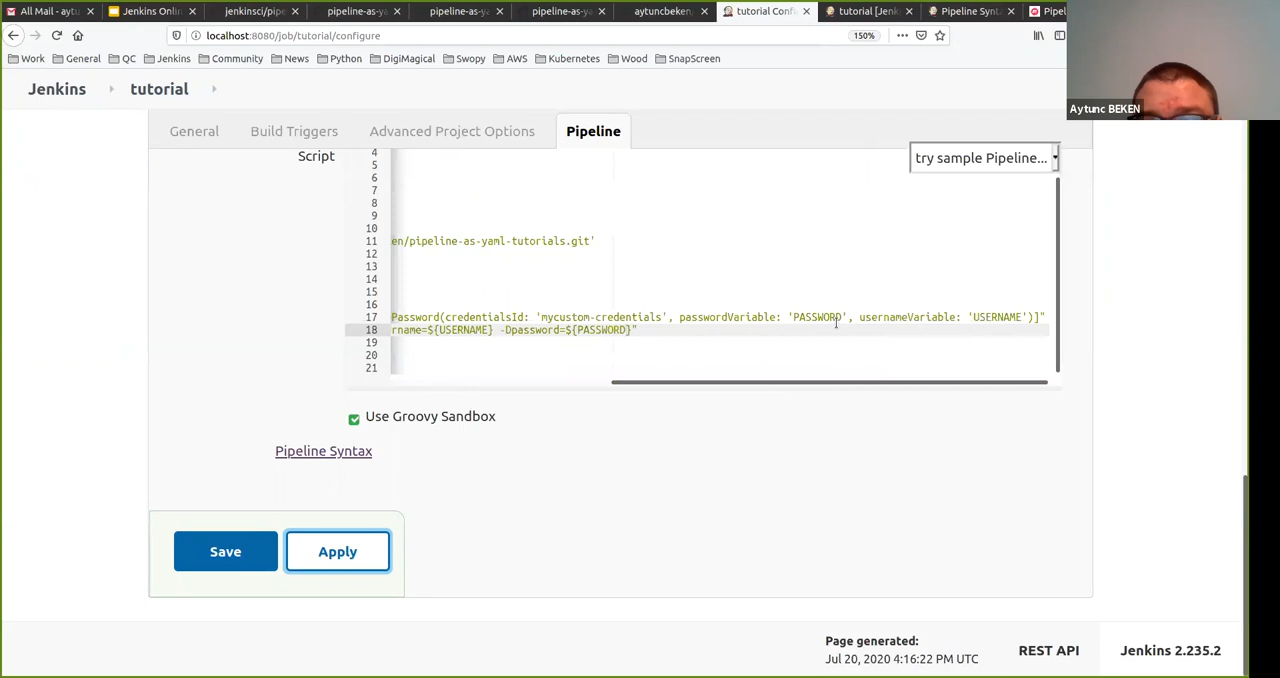 All Mail - aytu
Jenkins Onli
jenkinsci/pipe
pipeline-as-ya
pipeline-as-ya
pipeline-as-ya
aytuncbeken
tutorial Confi
tutorial [Jenk
Pipeline Synt
Pipel
localhost:8080/job/tutorial/configure
150%
Work General QC Jenkins Community News Python DigiMagical Swopy AWS Kubernetes Wood SnapScreen
Aytunc BEKEN
Jenkins tutorial
General Build Triggers Advanced Project Options Pipeline
Script
try sample Pipeline...
4
5
6
7
8
9
10
11 en/pipeline-as-yaml-tutorials.git'
12
13
14
15
16
17 Password(credentialsId: 'mycustom-credentials', passwordVariable: 'PASSWORD', usernameVariable: 'USERNAME')]"
18 rname=${USERNAME} -Dpassword=${PASSWORD}"
19
20
21
Use Groovy Sandbox
Pipeline Syntax
Save Apply
Page generated:
Jul 20, 2020 4:16:22 PM UTC
REST API
Jenkins 2.235.2